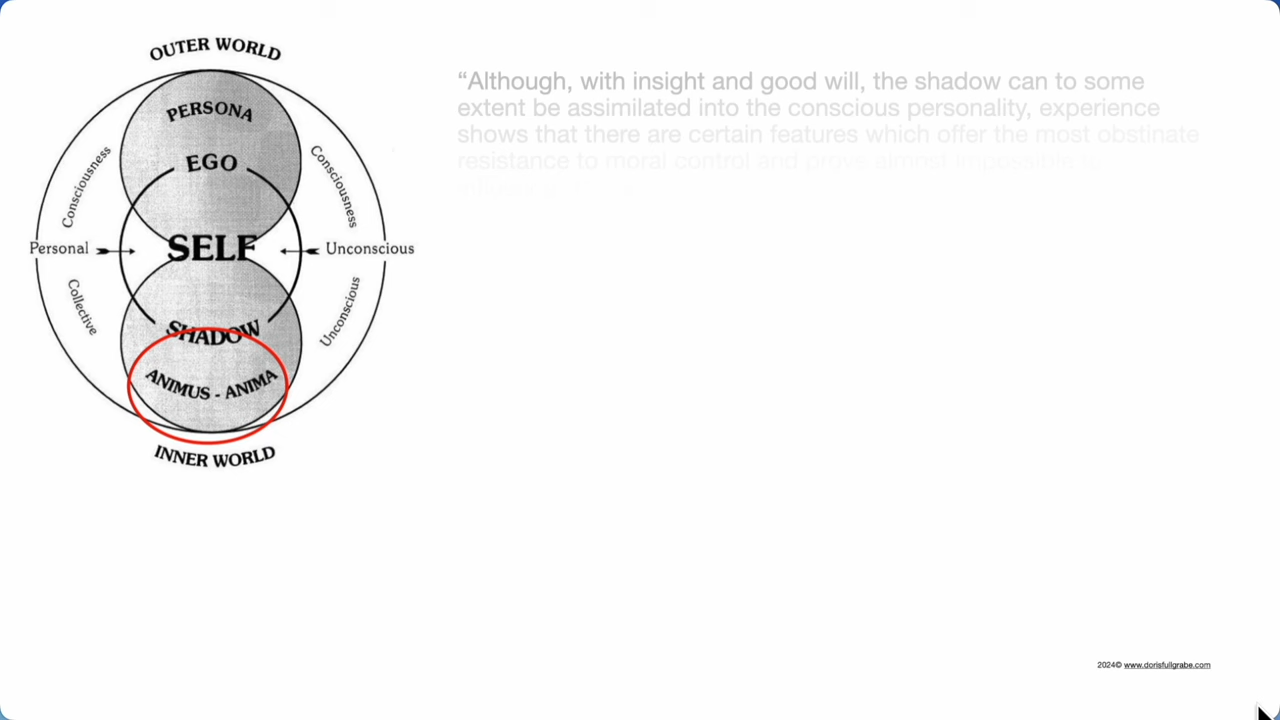 OUTER WORLD
PERSONA
EGO
Consciousness
Consciousness
Personal
SELF
Unconscious
Collective
Unconscious
SHADOW
ANIMUS - ANIMA
INNER WORLD
“Although, with insight and good will, the shadow can to some
extent be assimilated into the conscious personality, experience
shows that there are certain features which offer the most obstinate
resistance to moral control and prove almost impossible to
influence
2024© www.dorisfullgrabe.com